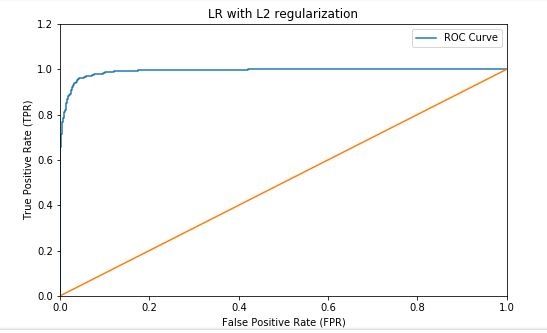 LR with L2 regularization
ROC Curve
1.2
1.0
0.8
0.6
0.4
0.2
0.0
True Positive Rate (TPR)
0.0 0.2 0.4 0.6 0.8 1.0
False Positive Rate (FPR)